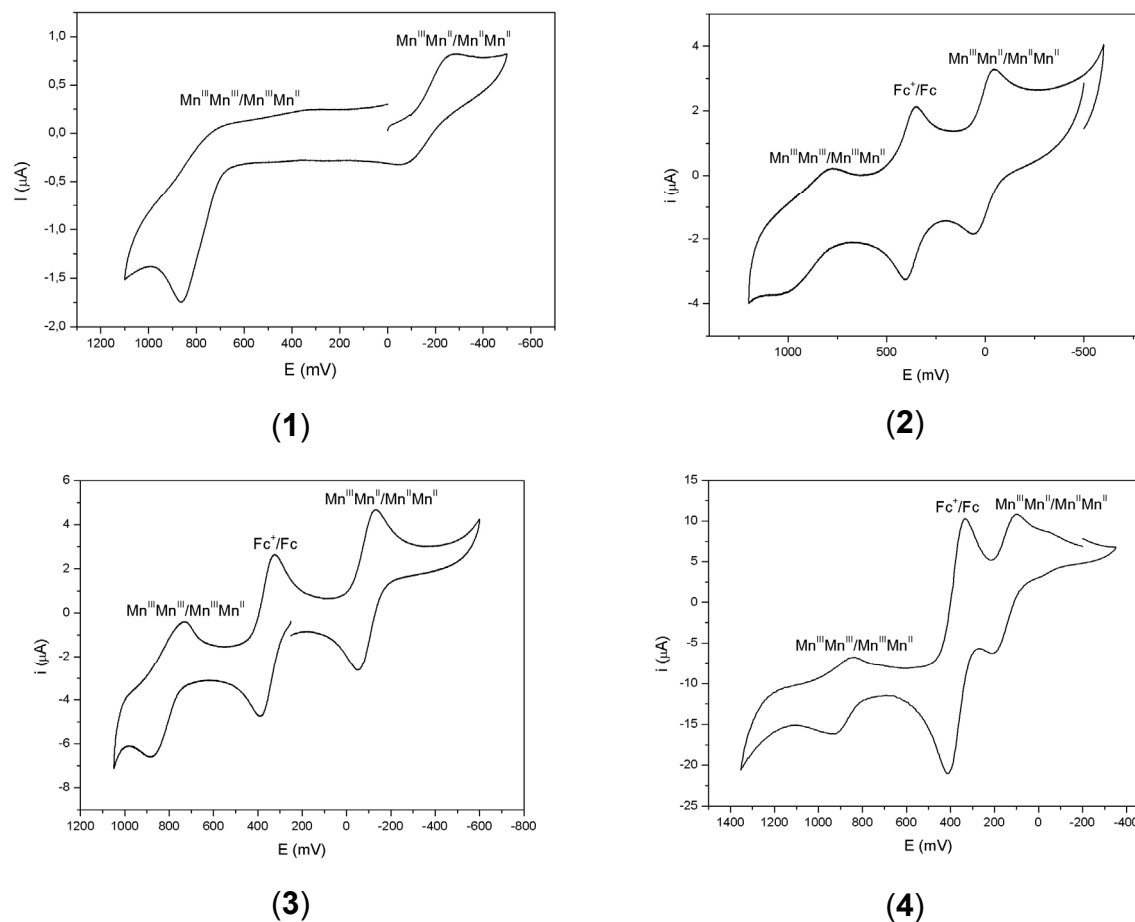 Mn^III Mn^II/Mn^II Mn^II
Mn^III Mn^III/Mn^III Mn^II
1,0
0,5
0,0
-0,5
-1,0
-1,5
-2,0
I (μA)
1200 1000 800 600 400 200 0 -200 -400 -600
E (mV)
(1)
Mn^III Mn^II/Mn^II Mn^II
Fc^+/Fc
Mn^III Mn^III/Mn^III Mn^II
4
2
0
-2
-4
i (μA)
1000 500 0 -500
E (mV)
(2)
Mn^III Mn^II/Mn^II Mn^II
Fc^+/Fc
Mn^III Mn^III/Mn^III Mn^II
6
4
2
0
-2
-4
-6
-8
i (μA)
1200 1000 800 600 400 200 0 -200 -400 -600 -800
E (mV)
(3)
Fc^+/Fc Mn^III Mn^II/Mn^II Mn^II
Mn^III Mn^III/Mn^III Mn^II
15
10
5
0
-5
-10
-15
-20
-25
i (μA)
1400 1200 1000 800 600 400 200 0 -200 -400
E (mV)
(4)